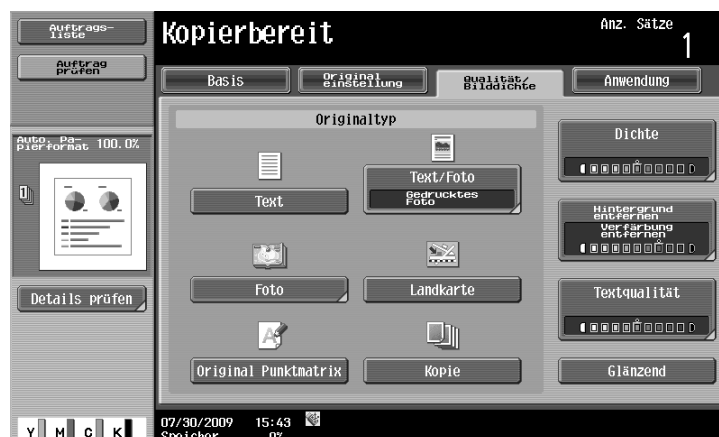 Auftrags-
liste
Auftrag
prüfen
Auto. Pa-
pierformat 100.0%
1
Details prüfen
Y M C K
Kopierbereit
Anz. Sätze
1
Basis
Original
einstellung
Qualität/
Bilddichte
Anwendung
Originaltyp
Text
Text/Foto
Gedrucktes
Foto
Foto
Landkarte
Original Punktmatrix
Kopie
Dichte
Hintergrund
entfernen
Verfärbung
entfernen
Textqualität
Glänzend
07/30/2009 15:43
Speicher 0%